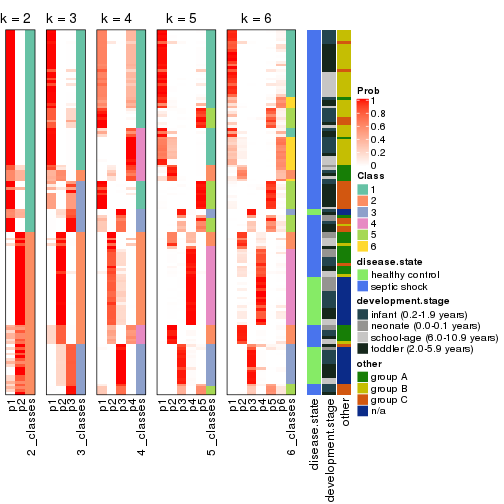 k = 2 k = 3 k = 4 k = 5 k = 6
p1 p2 2_classes p1 p2 p3 3_classes p1 p2 p3 p4 4_classes p1 p2 p3 p4 p5 5_classes p1 p2 p3 p4 p5 p6 6_classes disease.state development.stage other
Prob
1
0.8
0.6
0.4
0.2
0
Class
1
2
3
4
5
6
disease.state
healthy control
septic shock
development.stage
infant (0.2-1.9 years)
neonate (0.0-0.1 years)
school-age (6.0-10.9 years)
toddler (2.0-5.9 years)
other
group A
group B
group C
n/a